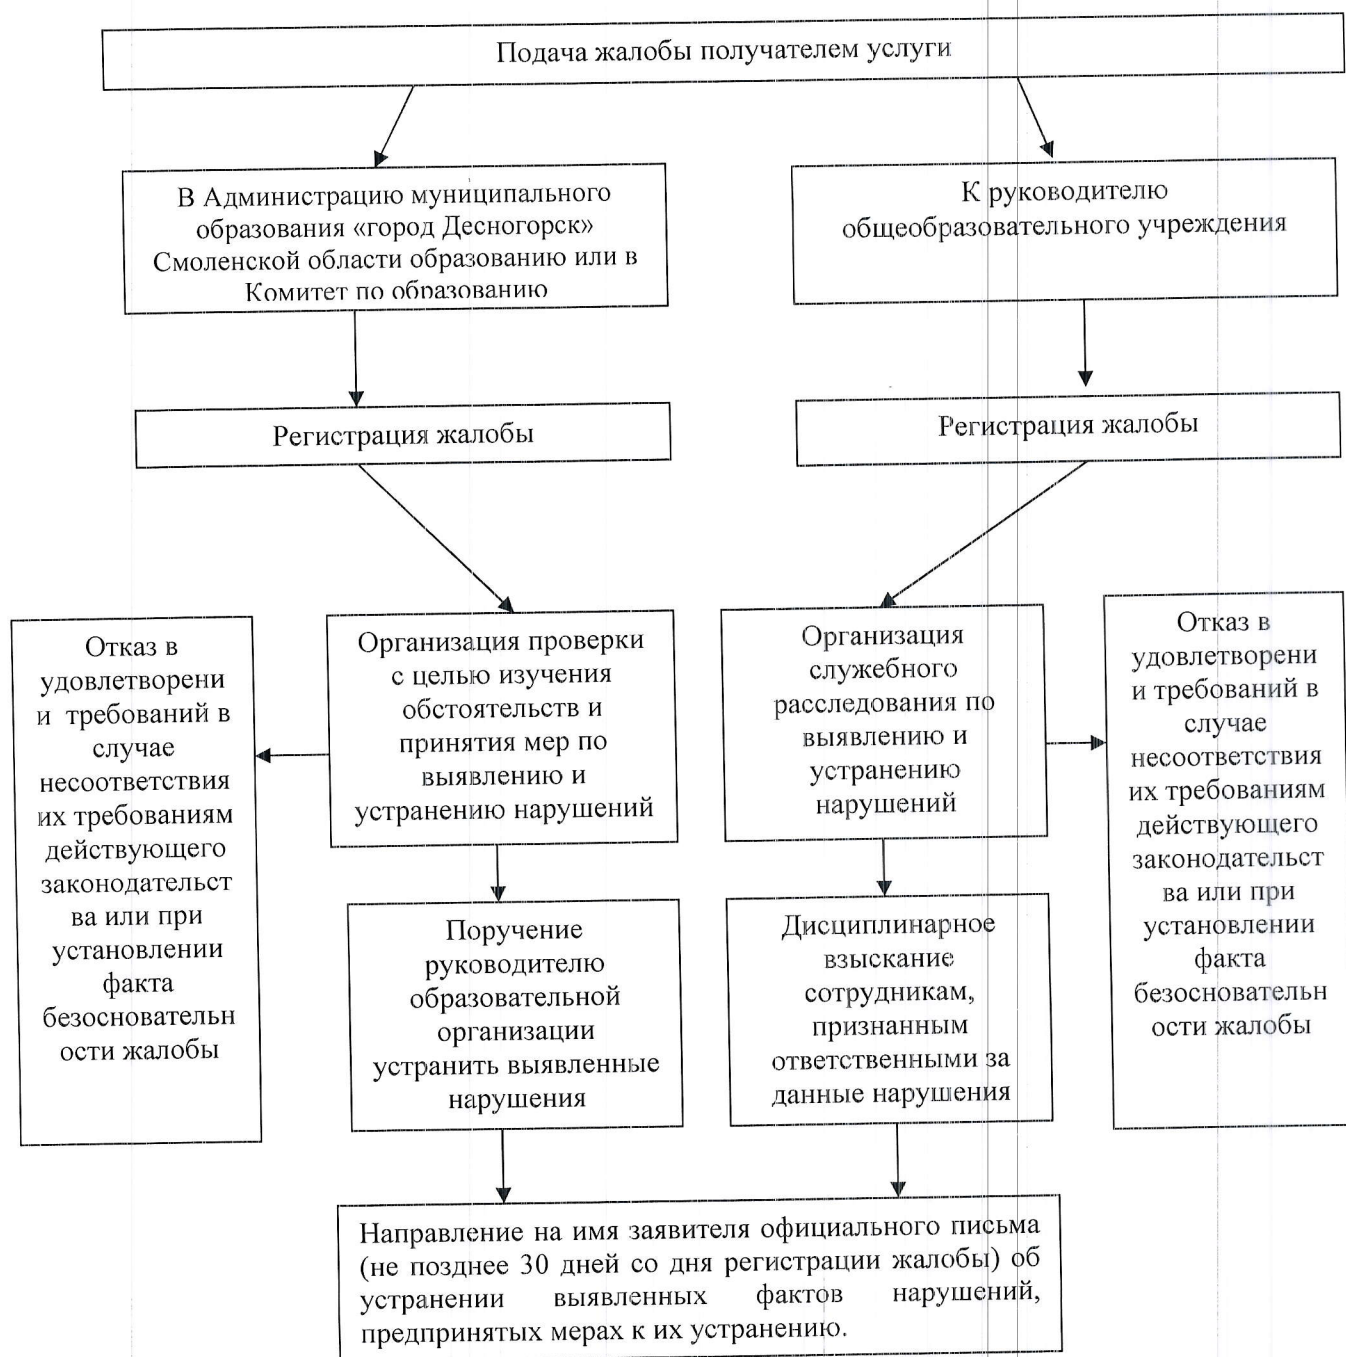 Подача жалобы получателем услуги
В Администрацию муниципального
образования «город Десногорск»
Смоленской области образованию или в
Комитет по образованию
К руководителю
общеобразовательного учреждения
Регистрация жалобы
Регистрация жалобы
Отказ в
удовлетворени
и требований в
случае
несоответствия
их требованиям
действующего
законодательст
ва или при
установлении
факта
безосновательн
ости жалобы
Организация проверки
с целью изучения
обстоятельств и
принятия мер по
выявлению и
устранению нарушений
Организация
служебного
расследования по
выявлению и
устранению
нарушений
Отказ в
удовлетворени
и требований в
случае
несоответствия
их требованиям
действующего
законодательст
ва или при
установлении
факта
безосновательн
ости жалобы
Поручение
руководителю
образовательной
организации
устранить выявленные
нарушения
Дисциплинарное
взыскание
сотрудникам,
признанным
ответственными за
данные нарушения
Направление на имя заявителя официального письма
(не позднее 30 дней со дня регистрации жалобы) об
устранении выявленных фактов нарушений,
предпринятых мерах к их устранению.